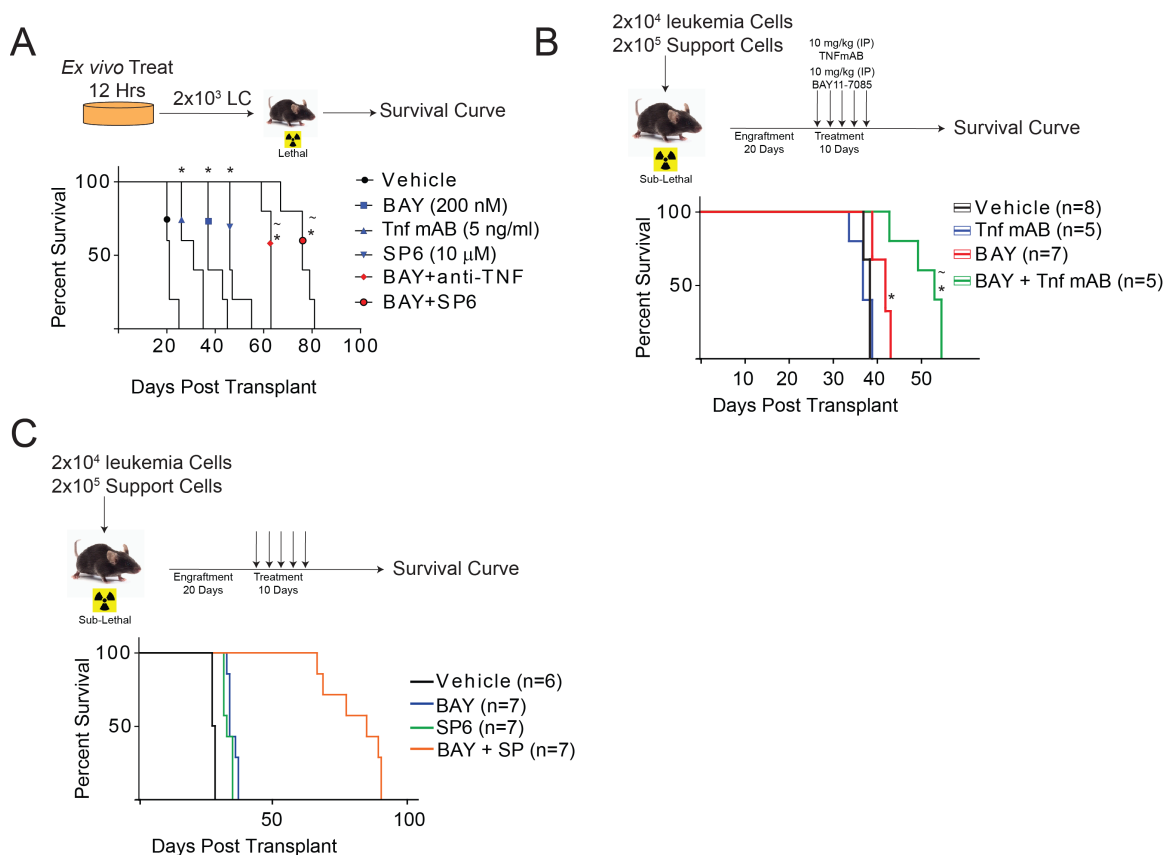 A
Ex vivo Treat
12 Hrs
2x10³ LC
Lethal
Survival Curve
* * *
~
*
~
*
Percent Survival
100
50
20 40 60 80 100
Days Post Transplant
Vehicle
BAY (200 nM)
Tnf mAB (5 ng/ml)
SP6 (10 µM)
BAY+anti-TNF
BAY+SP6
B
2x10⁴ leukemia Cells
2x10⁵ Support Cells
10 mg/kg (IP)
TNFmAB
10 mg/kg (IP)
BAY11-7085
Sub-Lethal
Engraftment
20 Days
Treatment
10 Days
Survival Curve
Percent Survival
100
50
*
~
*
10 20 30 40 50
Days Post Transplant
Vehicle (n=8)
Tnf mAB (n=5)
BAY (n=7)
BAY + Tnf mAB (n=5)
C
2x10⁴ leukemia Cells
2x10⁵ Support Cells
Sub-Lethal
Engraftment
20 Days
Treatment
10 Days
Survival Curve
Percent Survival
100
50
50 100
Days Post Transplant
Vehicle (n=6)
BAY (n=7)
SP6 (n=7)
BAY + SP (n=7)